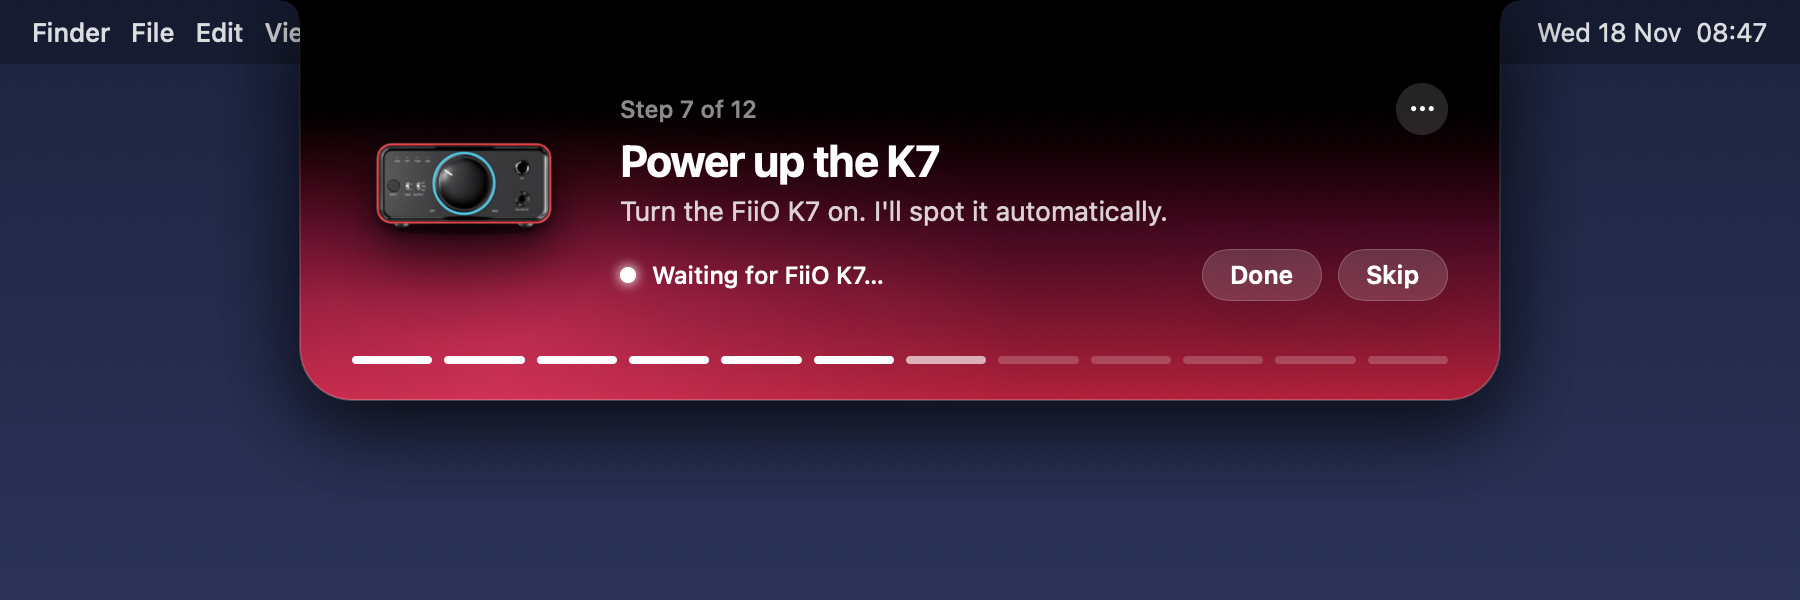 Finder File Edit Vie
Wed 18 Nov 08:47
Step 7 of 12
Power up the K7
Turn the FiiO K7 on. I'll spot it automatically.
Waiting for FiiO K7...
Done
Skip